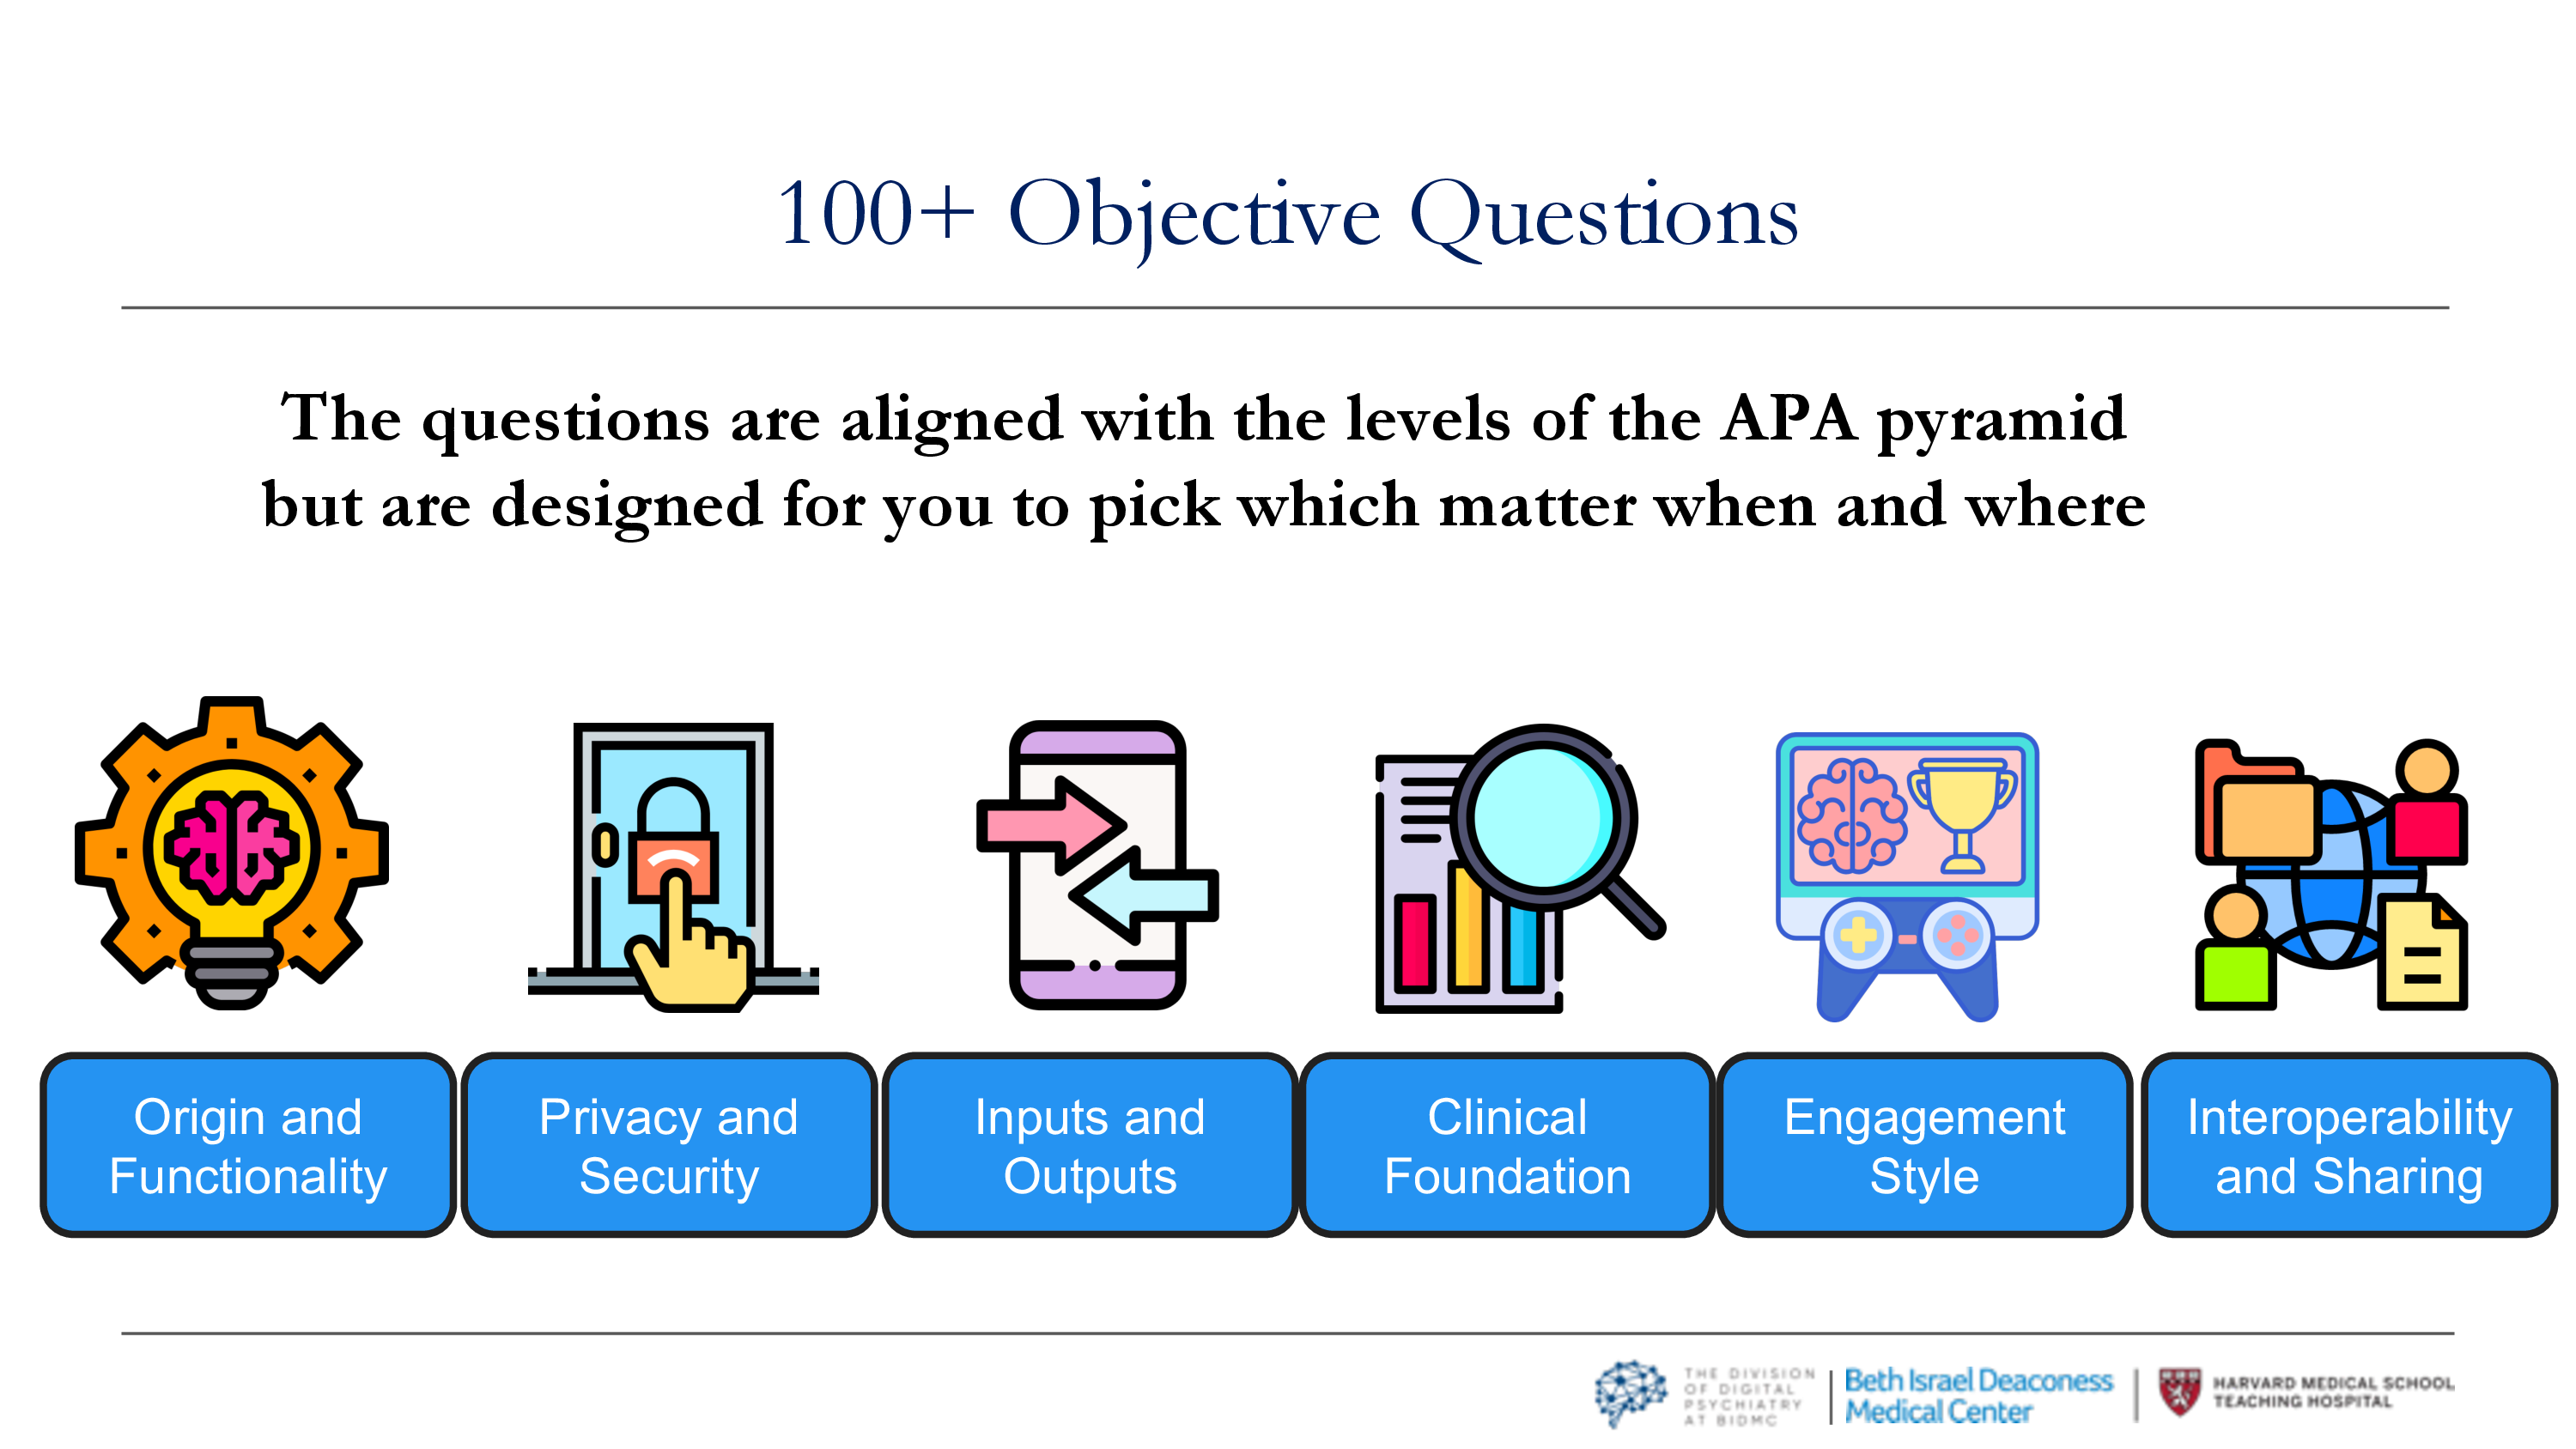 100+ Objective Questions
The questions are aligned with the levels of the APA pyramid
but are designed for you to pick which matter when and where
Origin and
Functionality
Privacy and
Security
Inputs and
Outputs
Clinical
Foundation
Engagement
Style
Interoperability
and Sharing
THE DIVISION
OF DIGITAL
PSYCHIATRY
AT BIDMC
Beth Israel Deaconess
Medical Center
HARVARD MEDICAL SCHOOL
TEACHING HOSPITAL